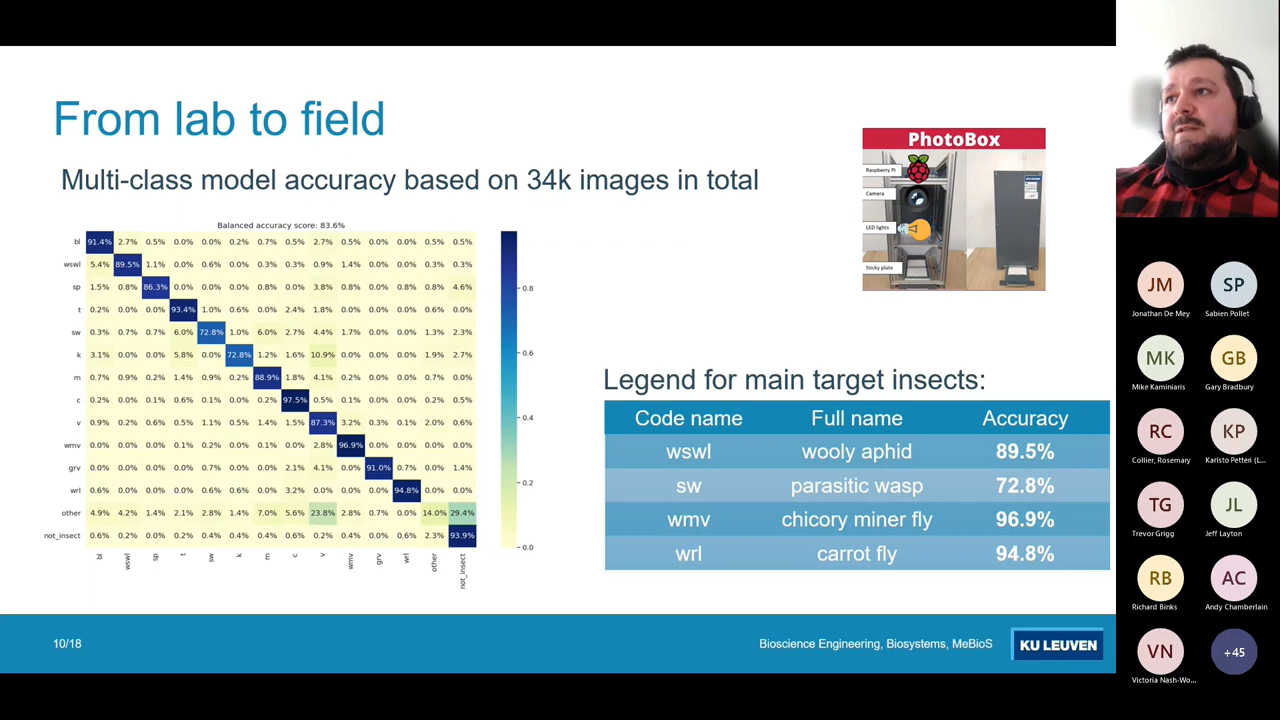 From lab to field
Multi-class model accuracy based on 34k images in total
PhotoBox
Raspberry Pi
Camera
LED lights
Sticky plate
Balanced accuracy score: 83.6%
bl 91.4% 2.7% 0.5% 0.0% 0.0% 0.2% 0.7% 0.5% 2.7% 0.5% 0.0% 0.0% 0.5% 0.5%
wswl 5.4% 89.5% 1.1% 0.0% 0.6% 0.0% 0.3% 0.3% 0.9% 1.4% 0.0% 0.0% 0.3% 0.3%
sp 1.5% 0.8% 86.3% 0.0% 0.0% 0.0% 0.8% 0.8% 3.8% 0.8% 0.0% 0.0% 0.8% 4.6%
t 0.2% 0.0% 0.0% 93.4% 1.0% 0.6% 0.0% 2.4% 1.8% 0.0% 0.0% 0.0% 0.6% 0.0%
sw 0.3% 0.7% 0.7% 6.0% 72.8% 1.0% 6.0% 2.7% 4.4% 1.7% 0.0% 0.0% 1.3% 2.3%
k 3.1% 0.0% 0.0% 5.8% 0.0% 72.8% 1.2% 1.6% 10.9% 0.0% 0.0% 0.0% 1.9% 2.7%
m 0.7% 0.9% 0.2% 1.4% 0.9% 0.2% 88.9% 1.8% 4.1% 0.2% 0.0% 0.0% 0.7% 0.0%
c 0.2% 0.0% 0.1% 0.6% 0.1% 0.0% 0.2% 97.5% 0.5% 0.1% 0.0% 0.0% 0.2% 0.6%
v 0.9% 0.2% 0.6% 0.5% 1.1% 0.5% 1.4% 1.5% 87.3% 3.2% 0.3% 0.1% 2.0% 0.6%
wmv 0.0% 0.0% 0.0% 0.1% 0.2% 0.0% 0.1% 0.0% 2.8% 96.9% 0.0% 0.0% 0.0% 0.0%
grv 0.0% 0.0% 0.0% 0.0% 0.7% 0.0% 0.0% 2.1% 4.1% 0.0% 91.0% 0.7% 0.0% 1.4%
wrl 0.6% 0.0% 0.0% 0.0% 0.6% 0.6% 0.0% 3.2% 0.0% 0.0% 0.0% 94.8% 0.0% 0.0%
other 4.9% 4.2% 1.4% 2.1% 2.8% 1.4% 7.0% 5.6% 23.8% 2.8% 0.7% 0.0% 14.0% 29.4%
not_insect 0.6% 0.2% 0.0% 0.2% 0.4% 0.4% 0.4% 0.6% 0.2% 0.4% 0.0% 0.6% 2.3% 93.9%
bl wswl sp t sw k m c v wmv grv wrl other not_insect
0.8
0.6
0.4
0.2
0.0
Legend for main target insects:
Code name Full name Accuracy
wswl wooly aphid 89.5%
sw parasitic wasp 72.8%
wmv chicory miner fly 96.9%
wrl carrot fly 94.8%
10/18
Bioscience Engineering, Biosystems, MeBioS
KU LEUVEN
JM SP
Jonathan De Mey Sabien Pollet
MK GB
Mike Kaminiaris Gary Bradbury
RC KP
Collier, Rosemary Karisto Petteri (L...
TG JL
Trevor Grigg Jeff Layton
RB AC
Richard Binks Andy Chamberlain
VN +45
Victoria Nash-Wo...